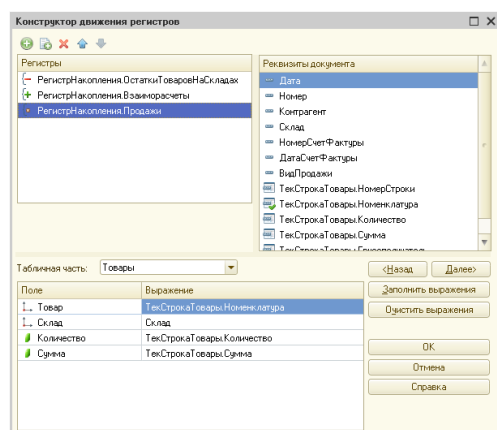 Конструктор движения регистров
Регистры
РегистрНакопления.ОстаткиТоваровНаСкладах
РегистрНакопления.Взаиморасчеты
РегистрНакопления.Продажи
Реквизиты документа
Дата
Номер
Контрагент
Склад
НомерСчетФактуры
ДатаСчетФактуры
ВидПродажи
ТекСтрокаТовары.НомерСтроки
ТекСтрокаТовары.Номенклатура
ТекСтрокаТовары.Количество
ТекСтрокаТовары.Сумма
ТекСтрокаТовары.Грузополучатель
Табличная часть: Товары
<Назад Далее>
Поле Выражение
Товар ТекСтрокаТовары.Номенклатура
Склад Склад
Количество ТекСтрокаТовары.Количество
Сумма ТекСтрокаТовары.Сумма
Заполнить выражения
Очистить выражения
OK
Отмена
Справка